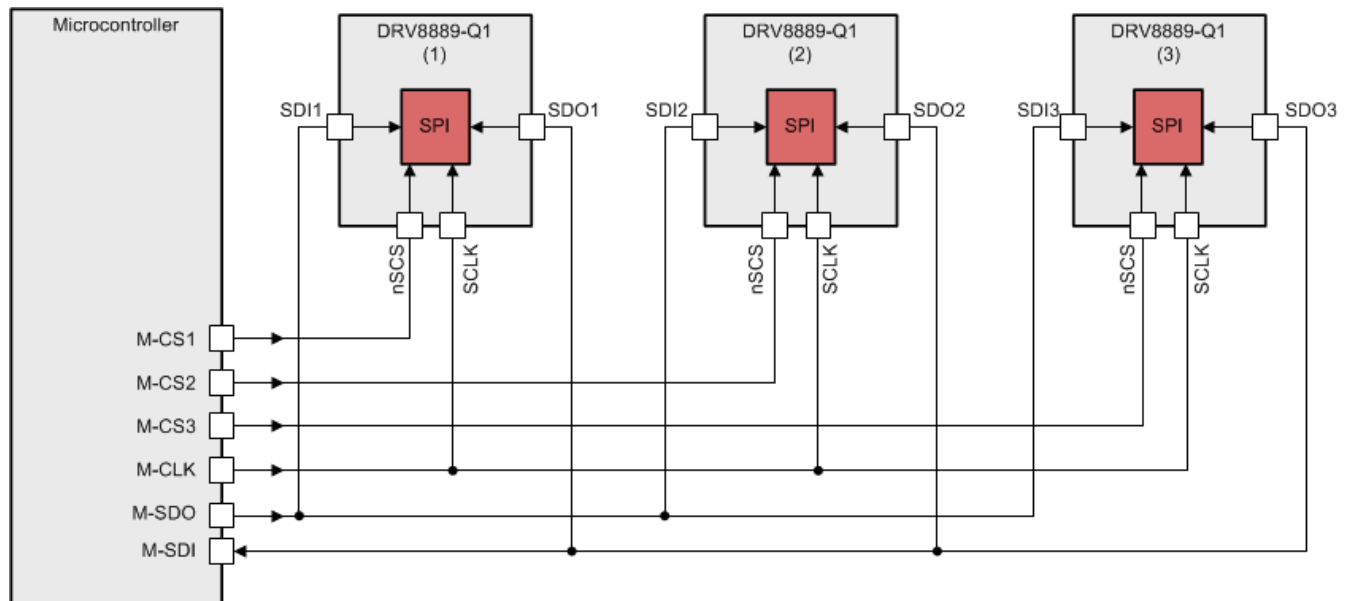 Microcontroller
DRV8889-Q1
(1)
DRV8889-Q1
(2)
DRV8889-Q1
(3)
SDI1
SPI
SDO1
SDI2
SPI
SDO2
SDI3
SPI
SDO3
nSCS
SCLK
nSCS
SCLK
nSCS
SCLK
M-CS1
M-CS2
M-CS3
M-CLK
M-SDO
M-SDI